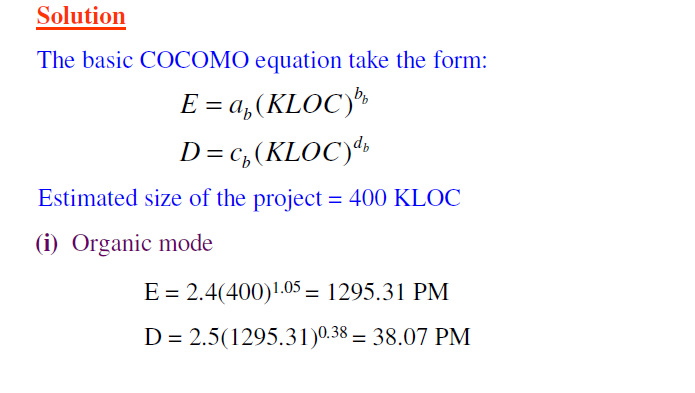 Solution
The basic COCOMO equation take the form:
E = a_b(KLOC)^{b_b}
D = c_b(KLOC)^{d_b}
Estimated size of the project = 400 KLOC
(i) Organic mode
E = 2.4(400)^{1.05} = 1295.31 PM
D = 2.5(1295.31)^{0.38} = 38.07 PM